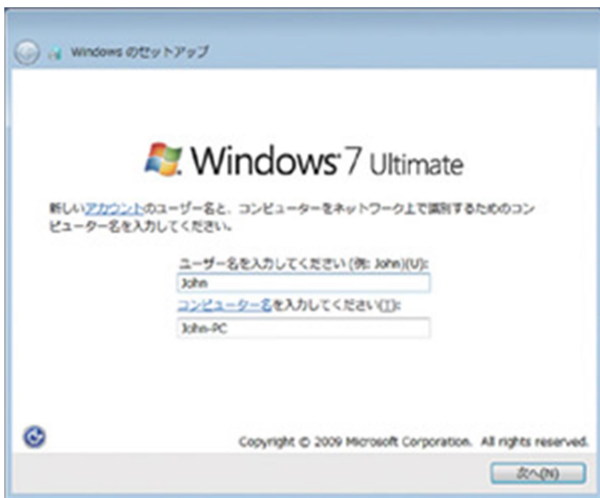 Windows のセットアップ
Windows 7 Ultimate
新しいアカウントのユーザー名と、コンピューターをネットワーク上で識別するためのコン
ピューター名を入力してください。
ユーザー名を入力してください (例: John)(U):
John
コンピューター名を入力してください(T):
John-PC
Copyright © 2009 Microsoft Corporation. All rights reserved.
次へ(N)